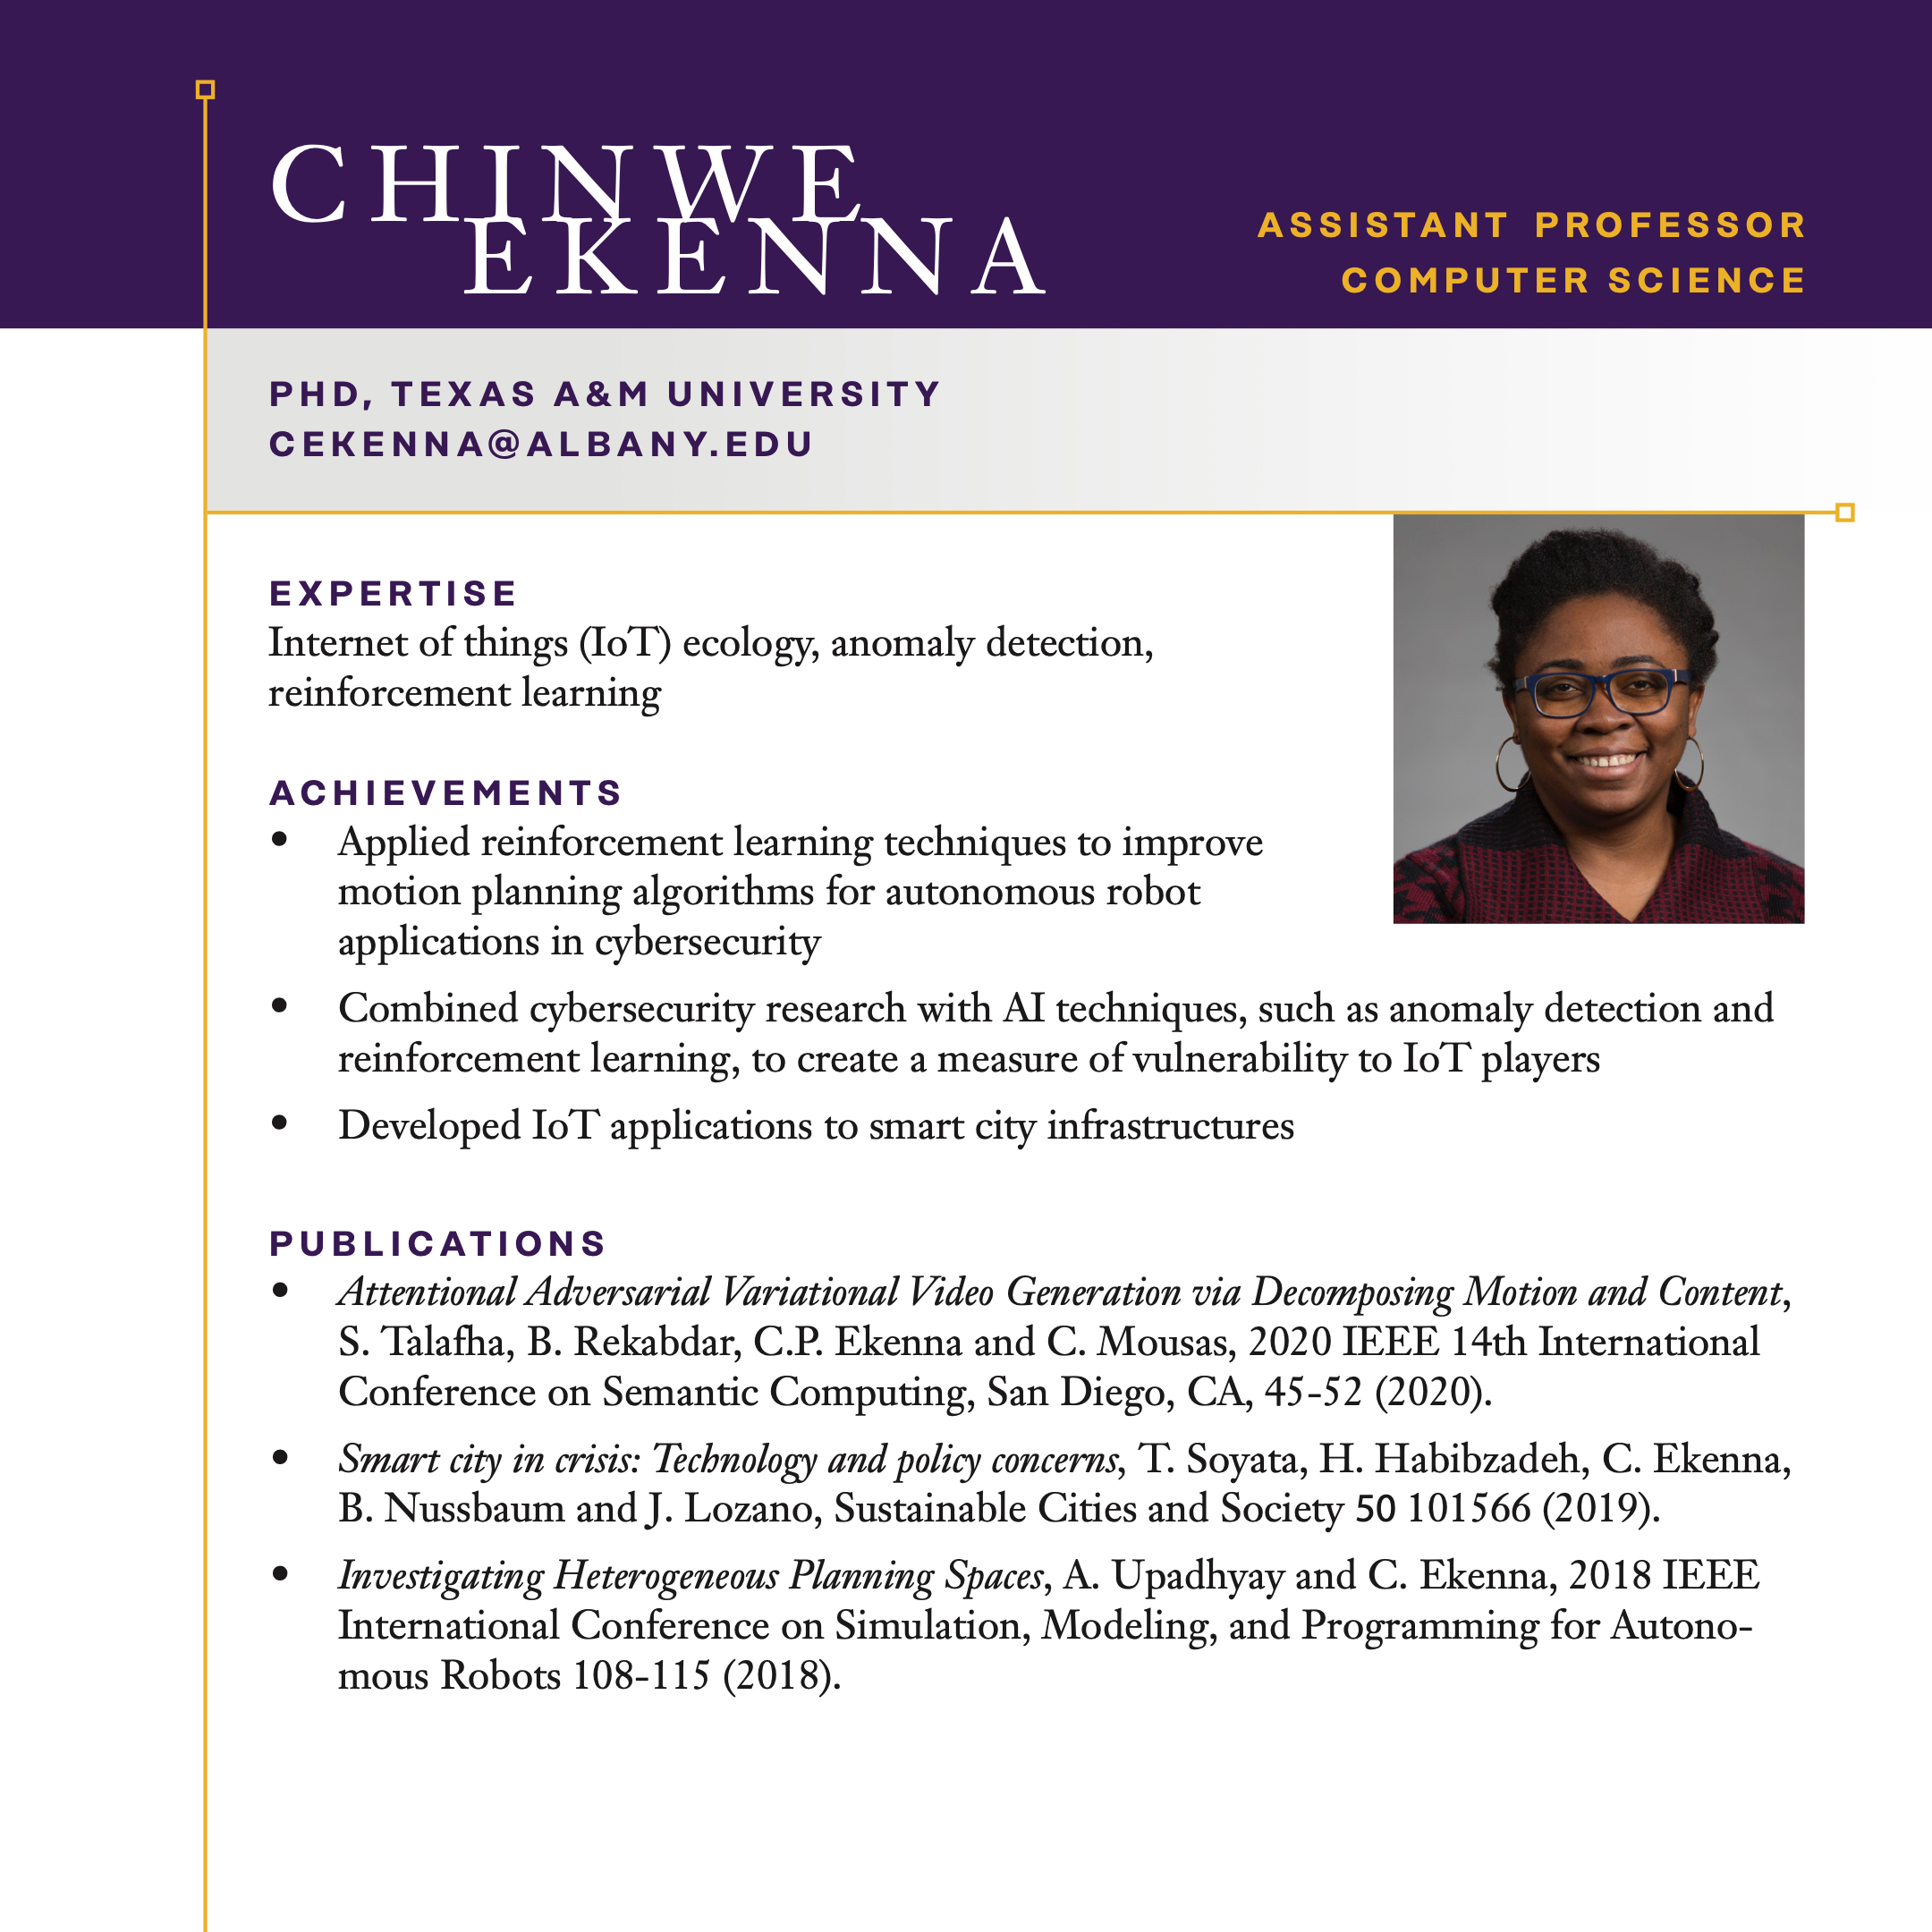 CHINWE
EKENNA
ASSISTANT PROFESSOR
COMPUTER SCIENCE
PHD, TEXAS A&M UNIVERSITY
CEKENNA@ALBANY.EDU
EXPERTISE
Internet of things (IoT) ecology, anomaly detection,
reinforcement learning
ACHIEVEMENTS
• Applied reinforcement learning techniques to improve
motion planning algorithms for autonomous robot
applications in cybersecurity
• Combined cybersecurity research with AI techniques, such as anomaly detection and
reinforcement learning, to create a measure of vulnerability to IoT players
• Developed IoT applications to smart city infrastructures
PUBLICATIONS
• Attentional Adversarial Variational Video Generation via Decomposing Motion and Content,
S. Talafha, B. Rekabdar, C.P. Ekenna and C. Mousas, 2020 IEEE 14th International
Conference on Semantic Computing, San Diego, CA, 45-52 (2020).
• Smart city in crisis: Technology and policy concerns, T. Soyata, H. Habibzadeh, C. Ekenna,
B. Nussbaum and J. Lozano, Sustainable Cities and Society 50 101566 (2019).
• Investigating Heterogeneous Planning Spaces, A. Upadhyay and C. Ekenna, 2018 IEEE
International Conference on Simulation, Modeling, and Programming for Autono-
mous Robots 108-115 (2018).